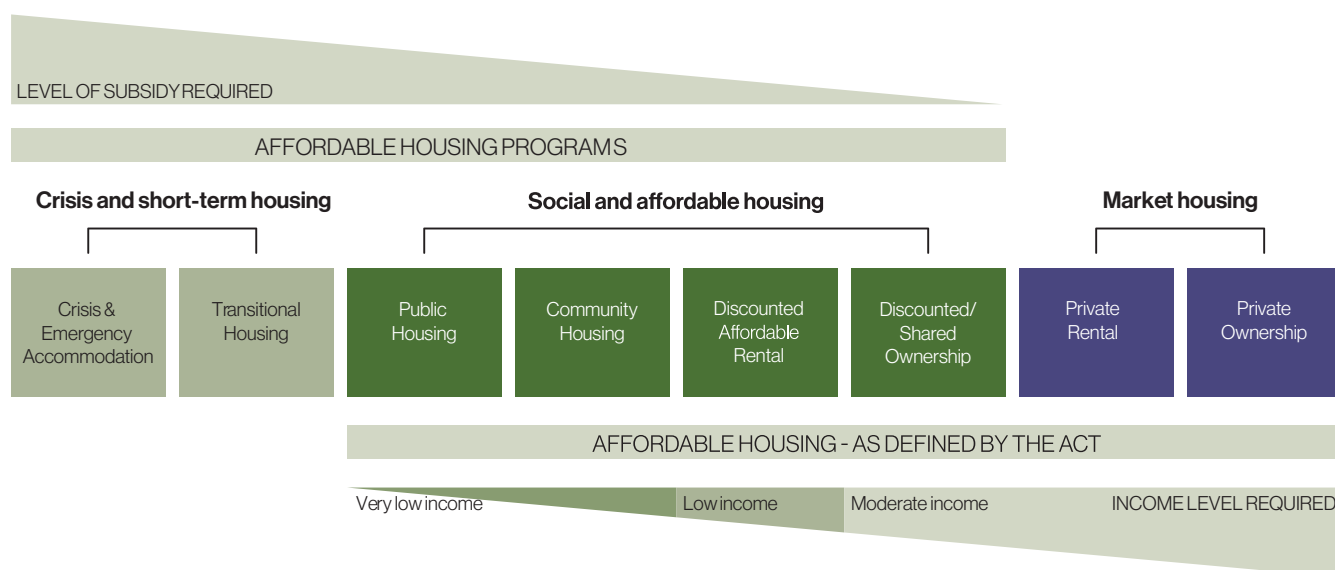 LEVEL OF SUBSIDY REQUIRED
AFFORDABLE HOUSING PROGRAMS
Crisis and short-term housing
Social and affordable housing
Market housing
Crisis &
Emergency
Accommodation
Transitional
Housing
Public
Housing
Community
Housing
Discounted
Affordable
Rental
Discounted/
Shared
Ownership
Private
Rental
Private
Ownership
AFFORDABLE HOUSING - AS DEFINED BY THE ACT
Very low income
Low income
Moderate income
INCOME LEVEL REQUIRED